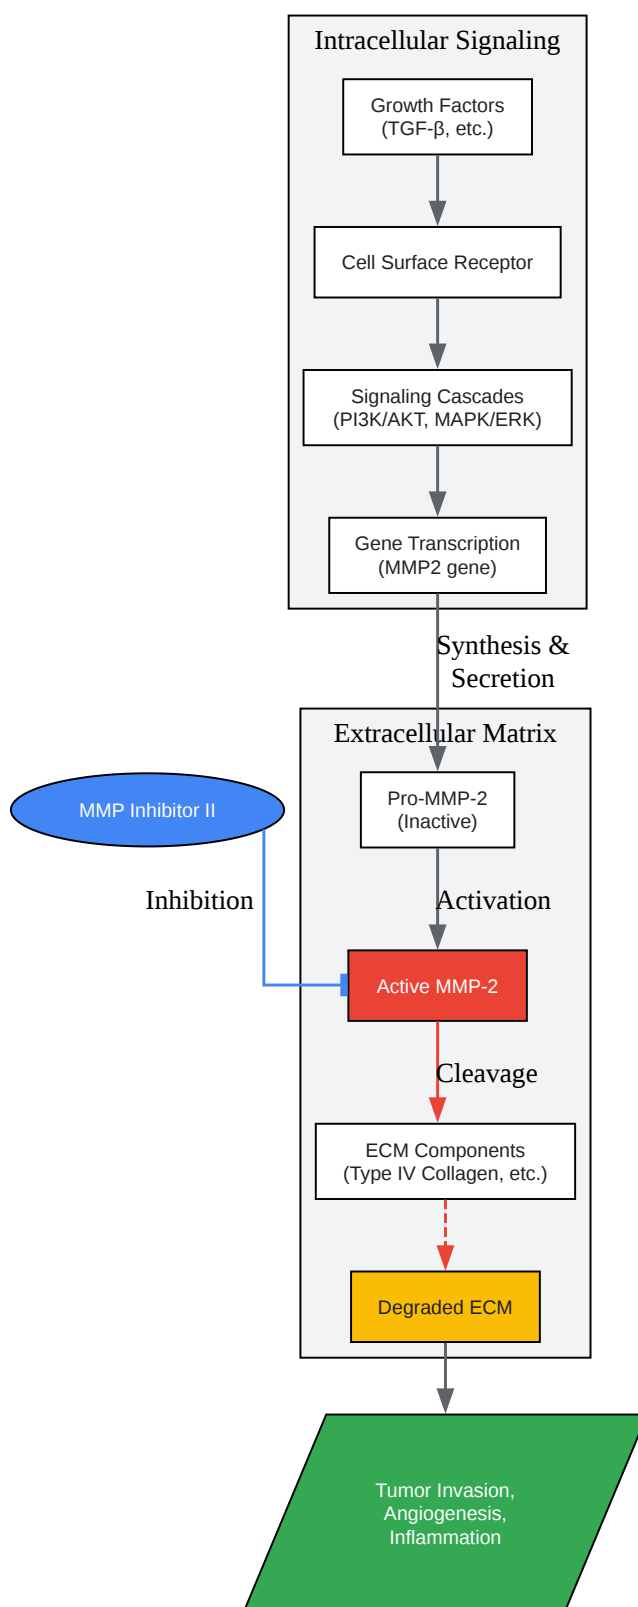 Intracellular Signaling
Growth Factors
(TGF-β, etc.)
Cell Surface Receptor
Signaling Cascades
(PI3K/AKT, MAPK/ERK)
Gene Transcription
(MMP2 gene)
Synthesis &
Secretion
Extracellular Matrix
MMP Inhibitor II
Pro-MMP-2
(Inactive)
Inhibition
Activation
Active MMP-2
Cleavage
ECM Components
(Type IV Collagen, etc.)
Degraded ECM
Tumor Invasion,
Angiogenesis,
Inflammation